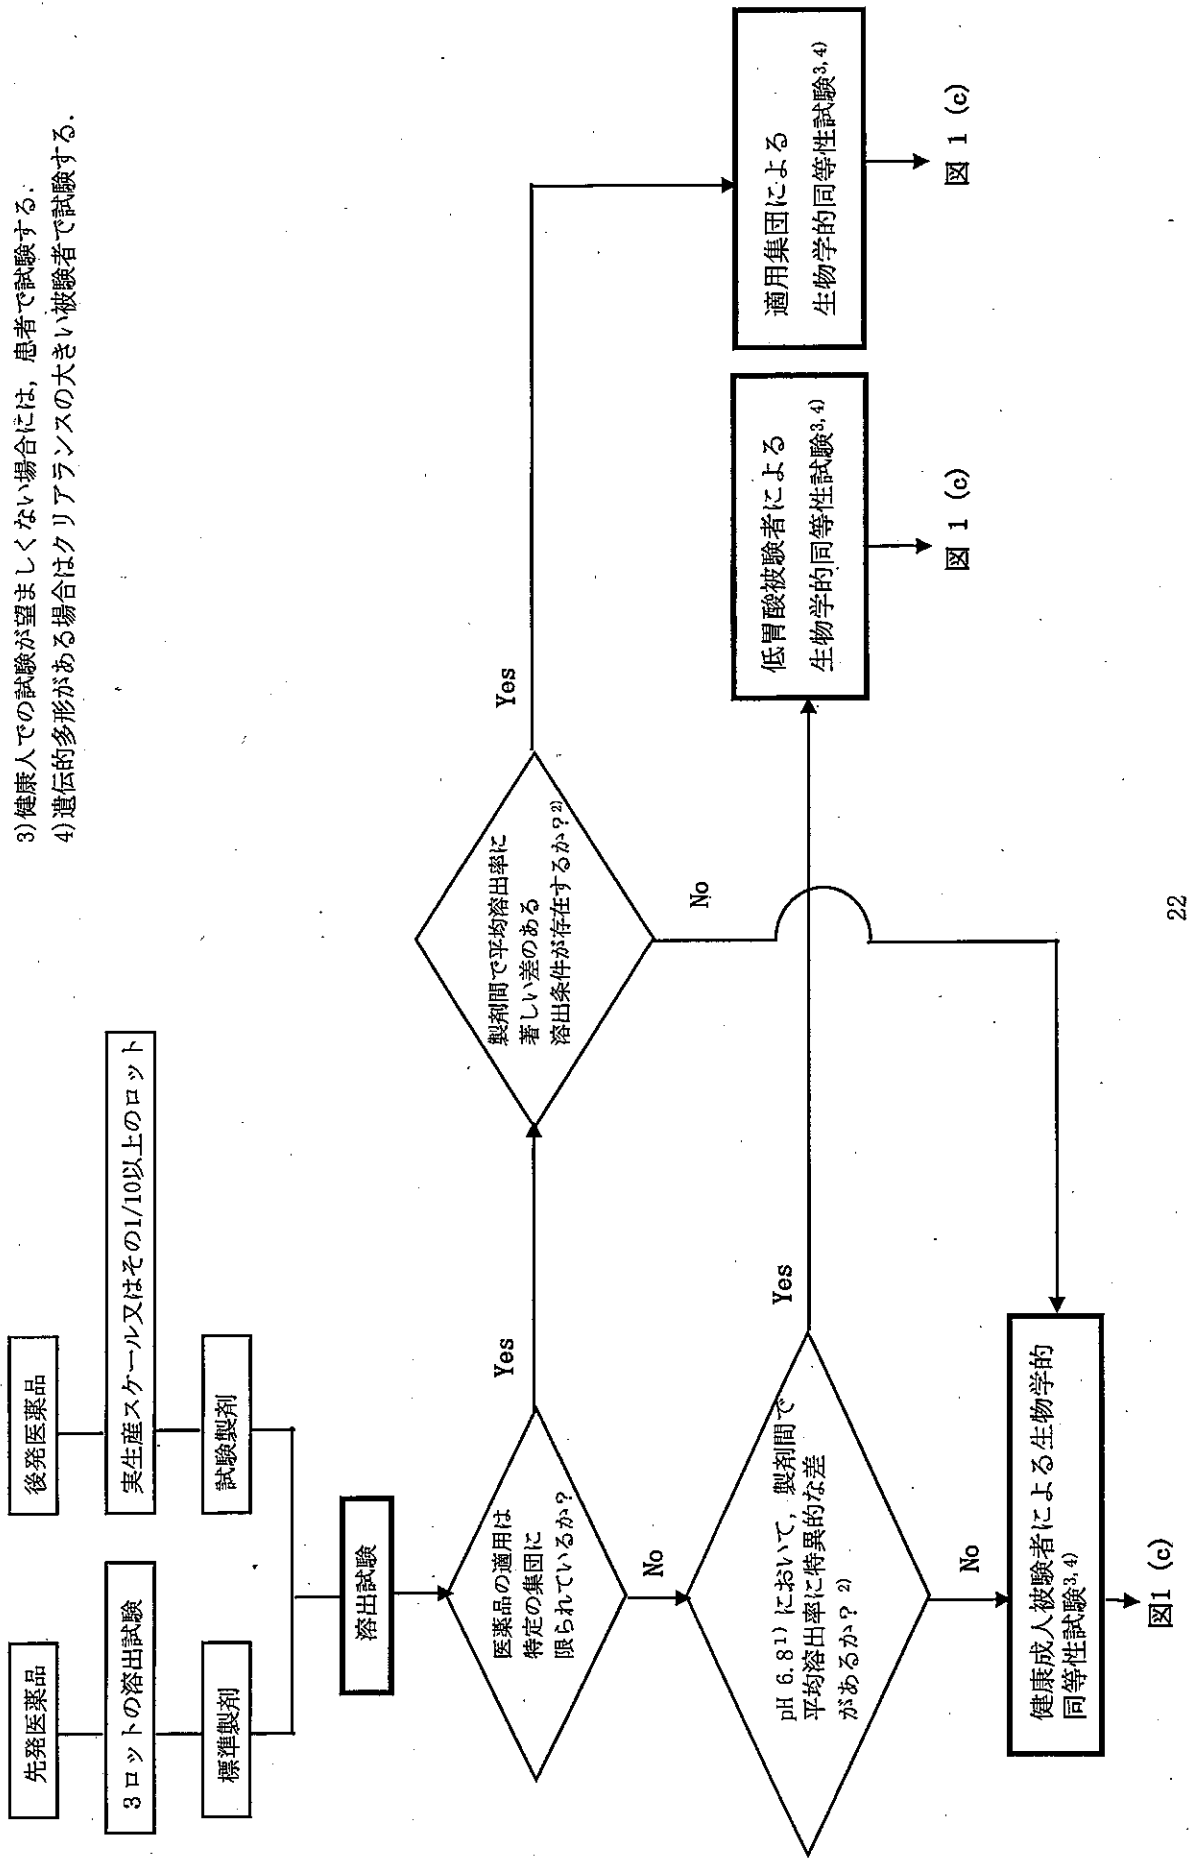 3)健康人での試験が望ましくない場合には，患者で試験する．
4)遺伝的多形がある場合はクリアランスの大きい被験者で試験する．
先発医薬品
後発医薬品
3ロットの溶出試験
実生産スケール又はその1/10以上のロット
標準製剤
試験製剤
溶出試験
医薬品の適用は
特定の集団に
限られているか？
Yes
製剤間で平均溶出率に
著しい差のある
溶出条件が存在するか？2)
Yes
No
No
pH 6.8¹⁾において，製剤間で
平均溶出率に特異的な差
があるか？2)
Yes
低胃酸被験者による
生物学的同等性試験3,4)
適用集団による
生物学的同等性試験3,4)
図 1 (c)
図 1 (c)
No
健康成人被験者による生物学的
同等性試験3,4)
図1 (c)
22